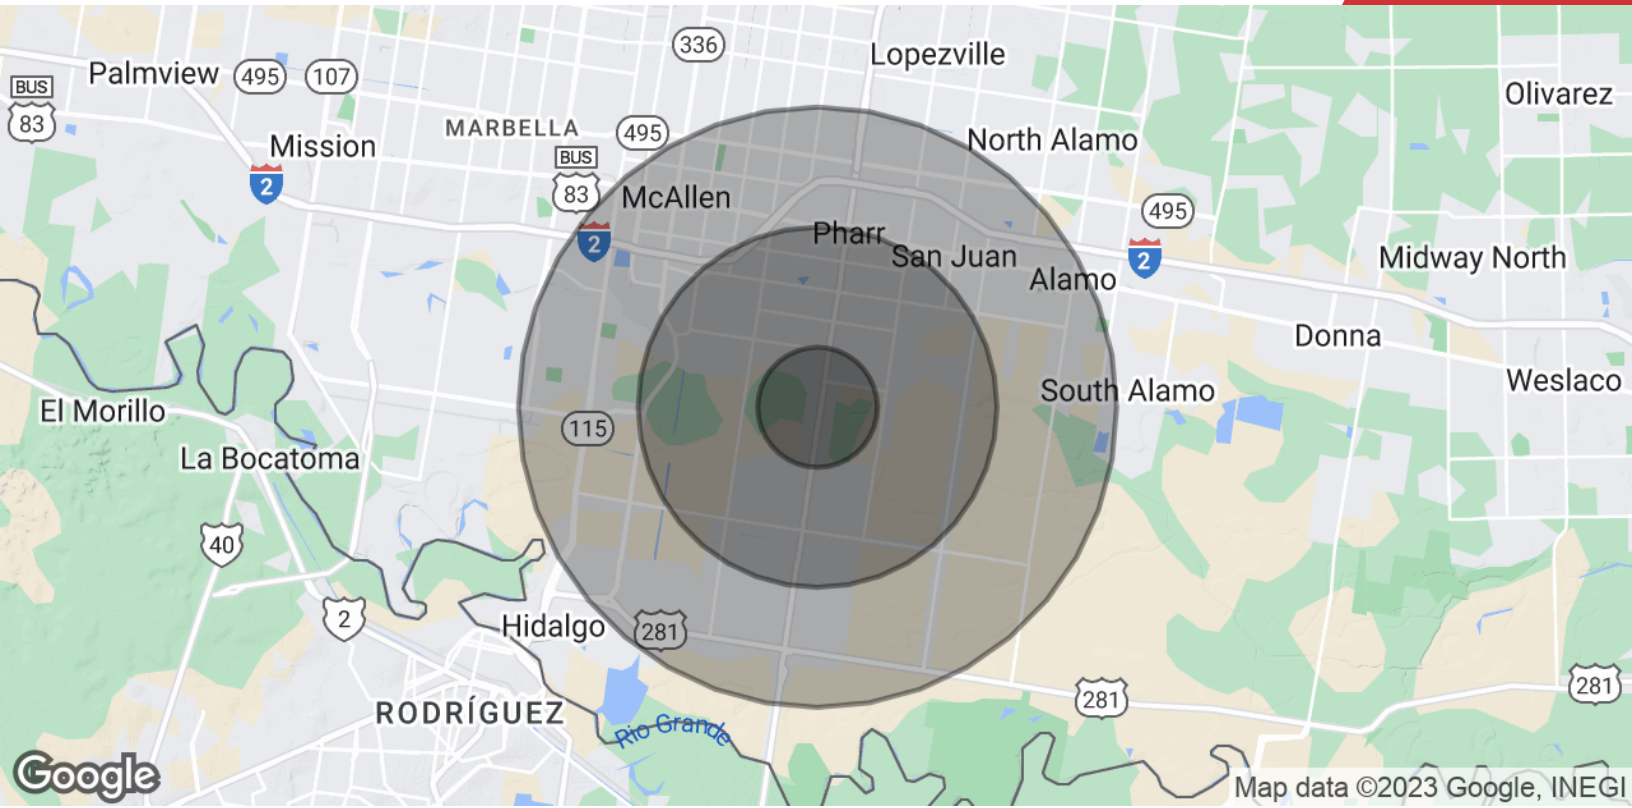 336
Lopezville
Palmview
495
107
BUS
83
Olivarez
MARBELLA
495
North Alamo
Mission
BUS
83
2
McAllen
495
Pharr
2
San Juan
2
Midway North
Alamo
Donna
Weslaco
South Alamo
El Morillo
115
La Bocatoma
40
2
Hidalgo
281
281
281
RODRÍGUEZ
Rio Grande
Google
Map data ©2023 Google, INEGI